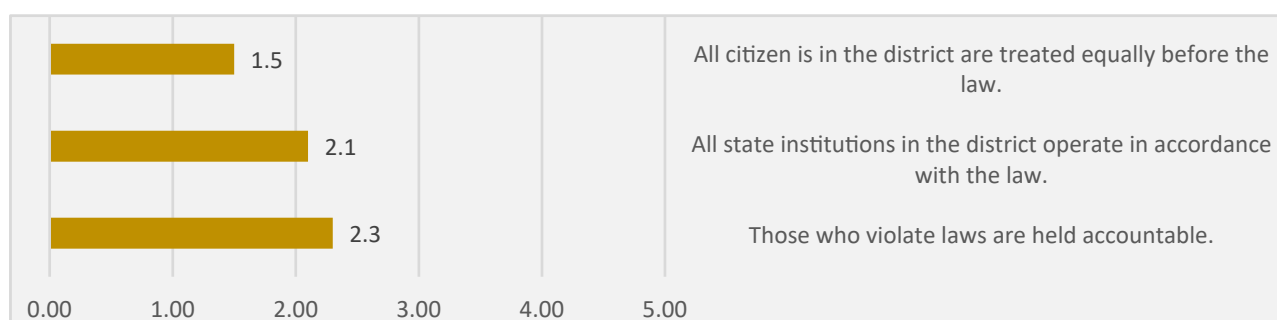 1.5
All citizen is in the district are treated equally before the
law.
2.1
All state institutions in the district operate in accordance
with the law.
2.3
Those who violate laws are held accountable.
0.00 1.00 2.00 3.00 4.00 5.00